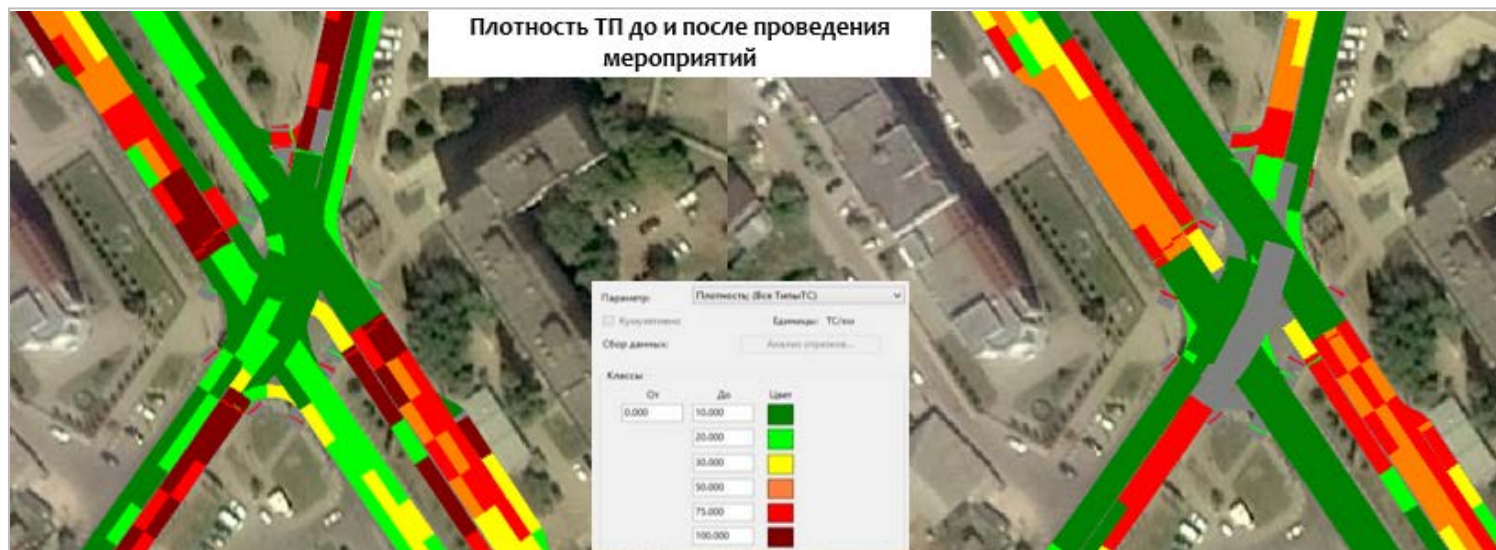 Плотность ТП до и после проведения
мероприятий
Параметр: Плотность; (Все ТипыТС)
Кумулятивно Единицы: ТС/км
Сбор данных: Анализ отрезков...
Классы
От До Цвет
0.000 10.000
20.000
30.000
50.000
75.000
100.000